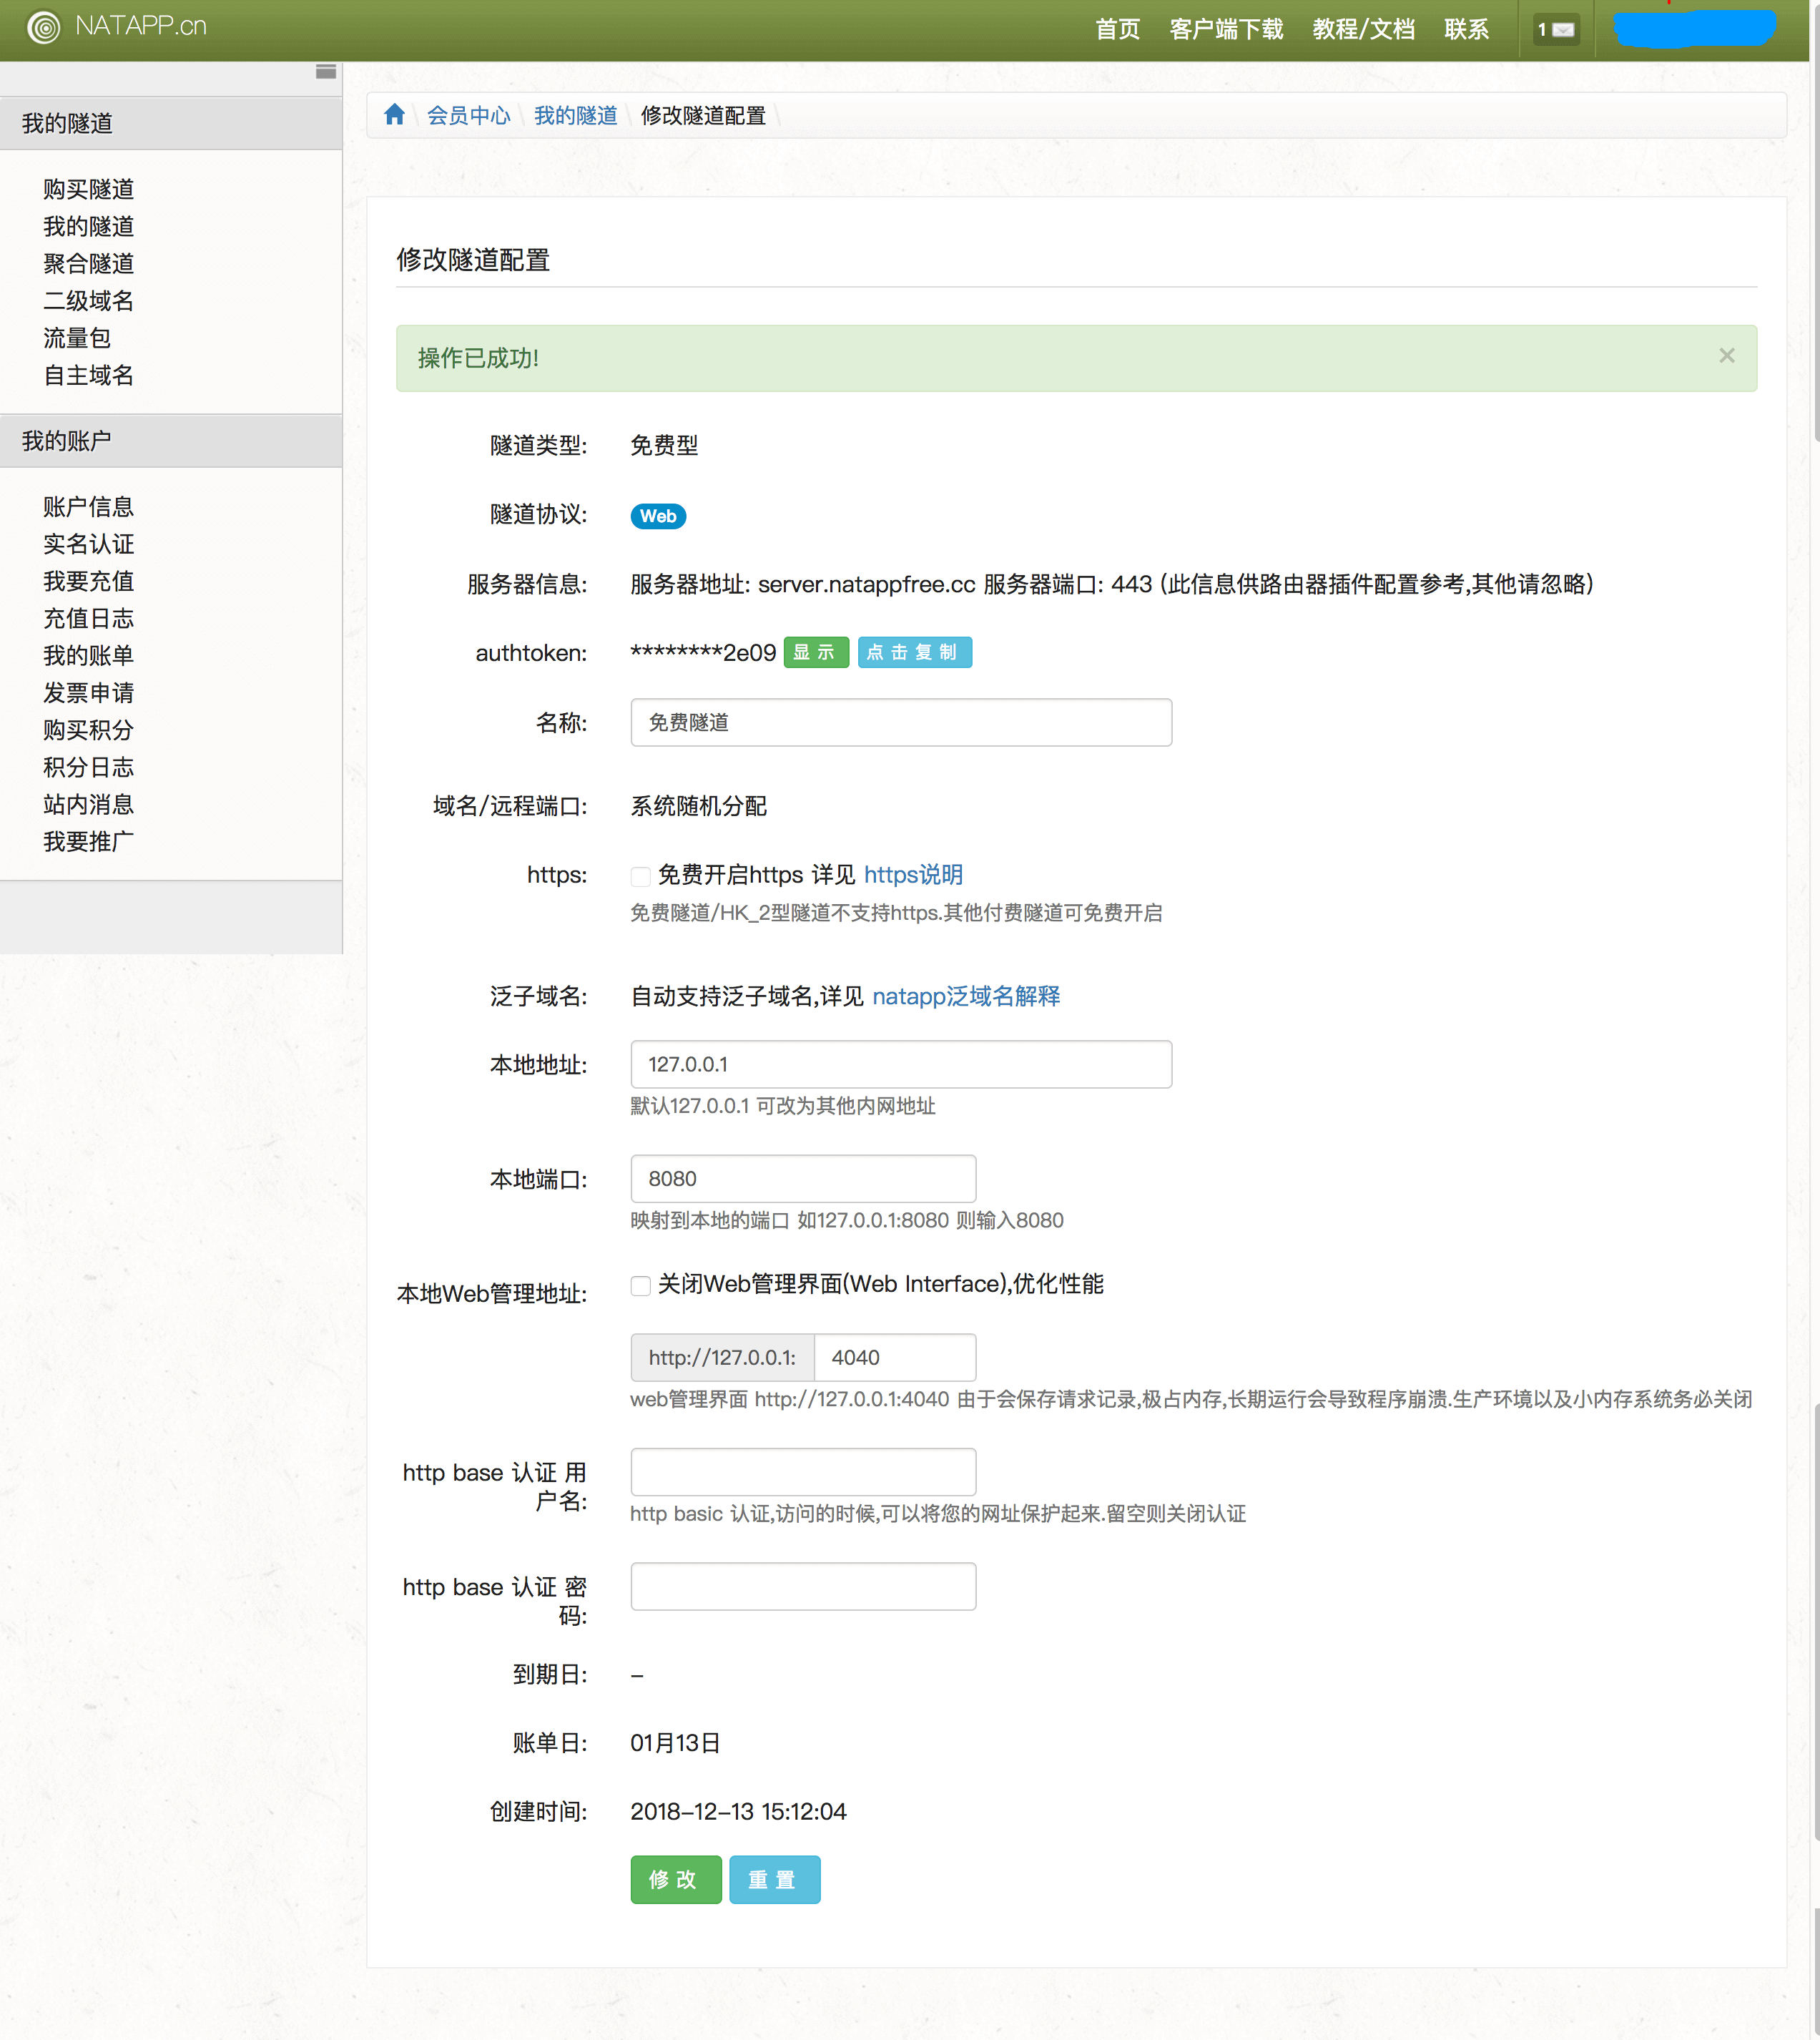 NATAPP.cn
首页 客户端下载 教程/文档 联系 1
我的隧道
购买隧道
我的隧道
聚合隧道
二级域名
流量包
自主域名
我的账户
账户信息
实名认证
我要充值
充值日志
我的账单
发票申请
购买积分
积分日志
站内消息
我要推广
会员中心 \ 我的隧道 \ 修改隧道配置 \
修改隧道配置
操作已成功! ×
隧道类型: 免费型
隧道协议: Web
服务器信息: 服务器地址: server.natappfree.cc 服务器端口: 443 (此信息供路由器插件配置参考,其他请忽略)
authtoken: ********2e09 显示 点击复制
名称: 免费隧道
域名/远程端口: 系统随机分配
https: 免费开启https 详见 https说明
免费隧道/HK_2型隧道不支持https.其他付费隧道可免费开启
泛子域名: 自动支持泛子域名,详见 natapp泛域名解释
本地地址: 127.0.0.1
默认127.0.0.1 可改为其他内网地址
本地端口: 8080
映射到本地的端口 如127.0.0.1:8080 则输入8080
本地Web管理地址: 关闭Web管理界面(Web Interface),优化性能
http://127.0.0.1: 4040
web管理界面 http://127.0.0.1:4040 由于会保存请求记录,极占内存,长期运行会导致程序崩溃.生产环境以及小内存系统务必关闭
http base 认证 用
户名:
http basic 认证,访问的时候,可以将您的网址保护起来.留空则关闭认证
http base 认证 密
码:
到期日: –
账单日: 01月13日
创建时间: 2018-12-13 15:12:04
修改 重置